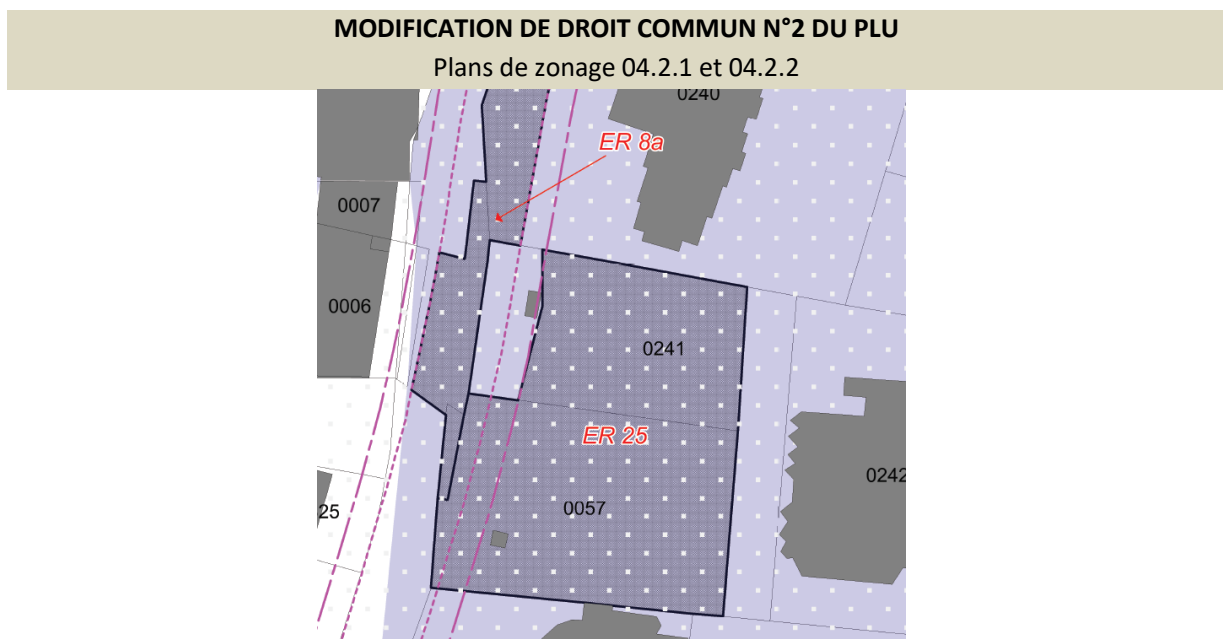 MODIFICATION DE DROIT COMMUN N°2 DU PLU
Plans de zonage 04.2.1 et 04.2.2
0240
ER 8a
0007
0006
0241
ER 25
0242
0057
25